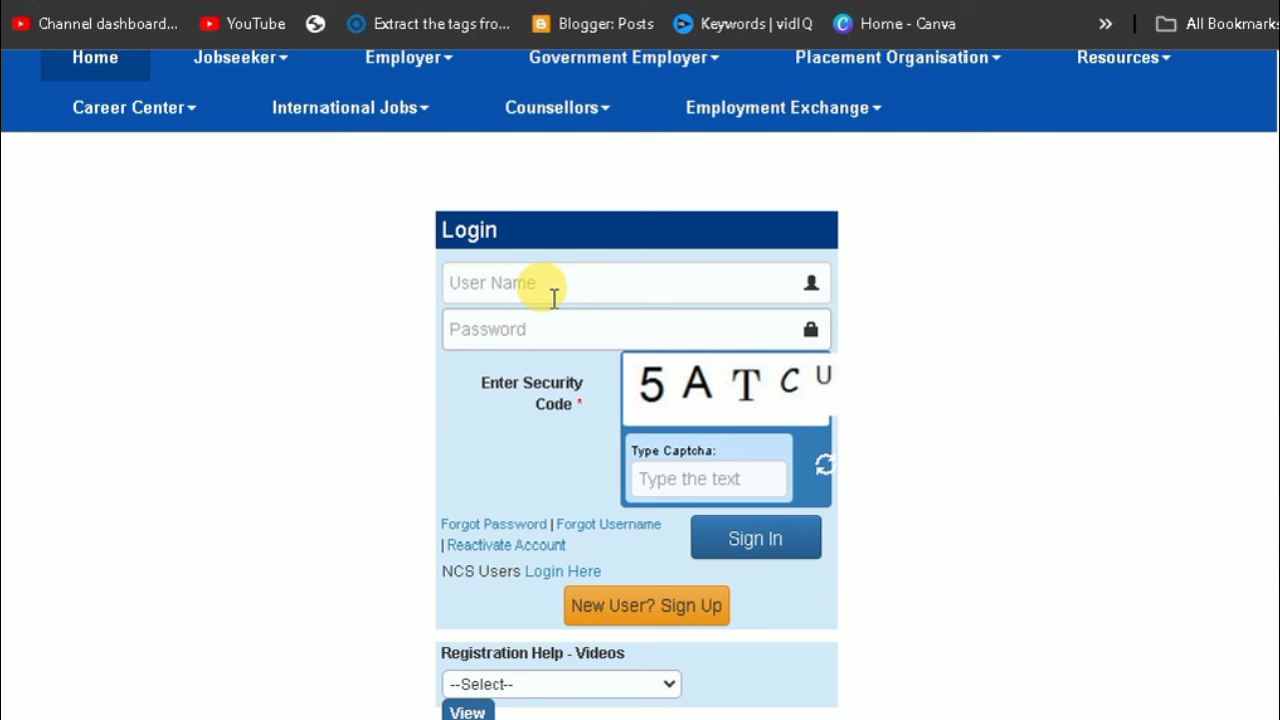 Channel dashboard... YouTube Extract the tags fro... Blogger: Posts Keywords | vidIQ Home - Canva » All Bookmark
Home Jobseeker Employer Government Employer Placement Organisation Resources
Career Center International Jobs Counsellors Employment Exchange
Login
User Name
Password
Enter Security
Code *
5 A T C U
Type Captcha:
Type the text
Forgot Password | Forgot Username
| Reactivate Account
Sign In
NCS Users Login Here
New User? Sign Up
Registration Help - Videos
--Select--
View